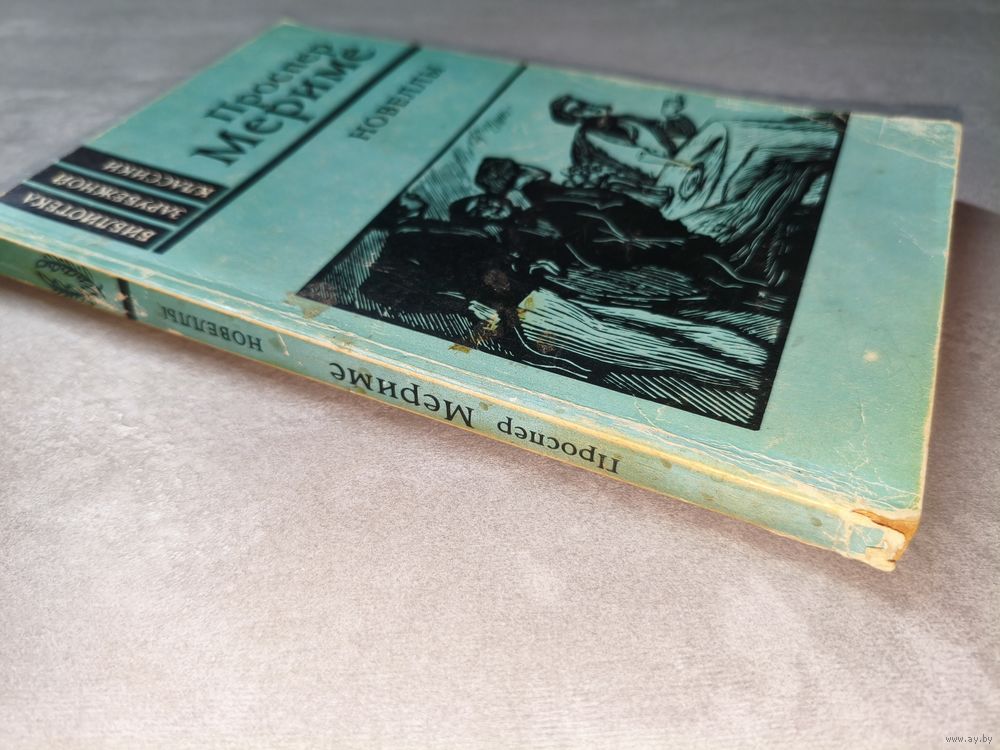 Проспер
Мериме
НОВЕЛЛЫ
БИБЛИОТЕКА
ЗАРУБЕЖНОЙ
КЛАССИКИ
Проспер Мериме
НОВЕЛЛЫ
www.ay.by